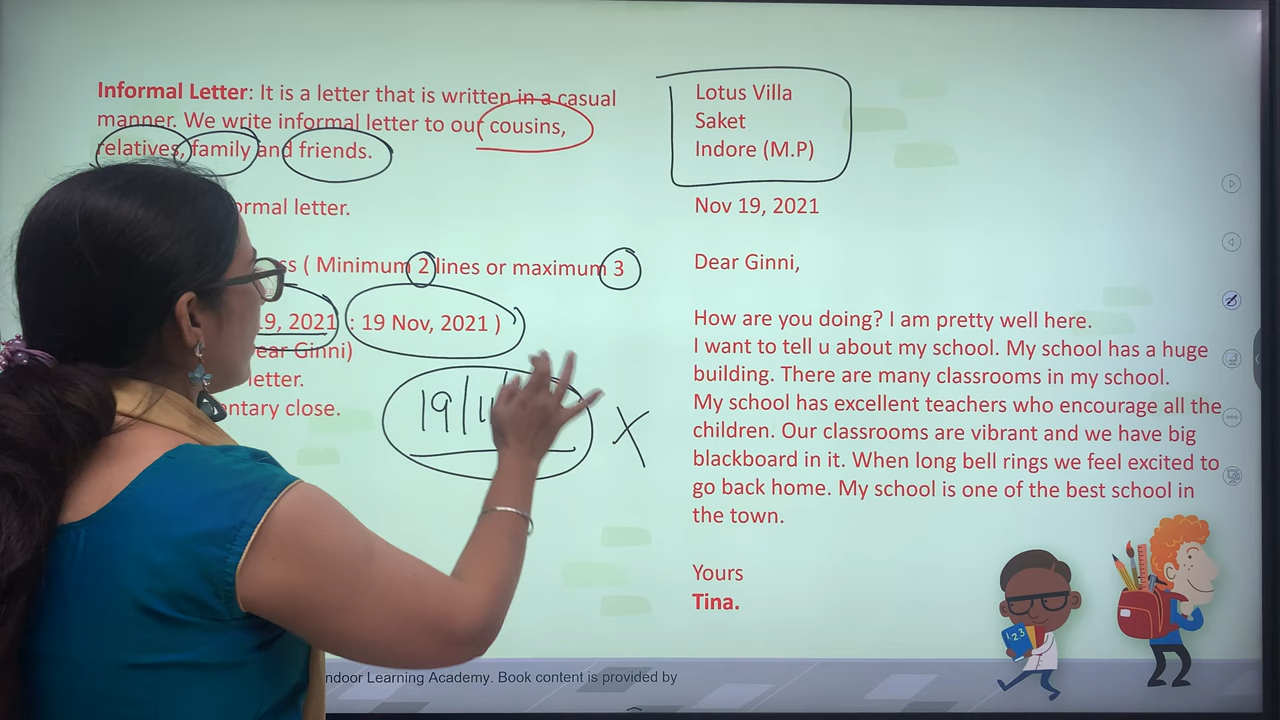 Informal Letter: It is a letter that is written in a casual
manner. We write informal letter to our cousins,
relatives, family and friends.
letter.
( Minimum 2 lines or maximum 3
19, 2021 : 19 Nov, 2021 )
Ginni)
letter.
close.
19/11
X
Lotus Villa
Saket
Indore (M.P)
Nov 19, 2021
Dear Ginni,
How are you doing? I am pretty well here.
I want to tell u about my school. My school has a huge
building. There are many classrooms in my school.
My school has excellent teachers who encourage all the
children. Our classrooms are vibrant and we have big
blackboard in it. When long bell rings we feel excited to
go back home. My school is one of the best school in
the town.
Yours
Tina.
1 2 3
Learning Academy. Book content is provided by